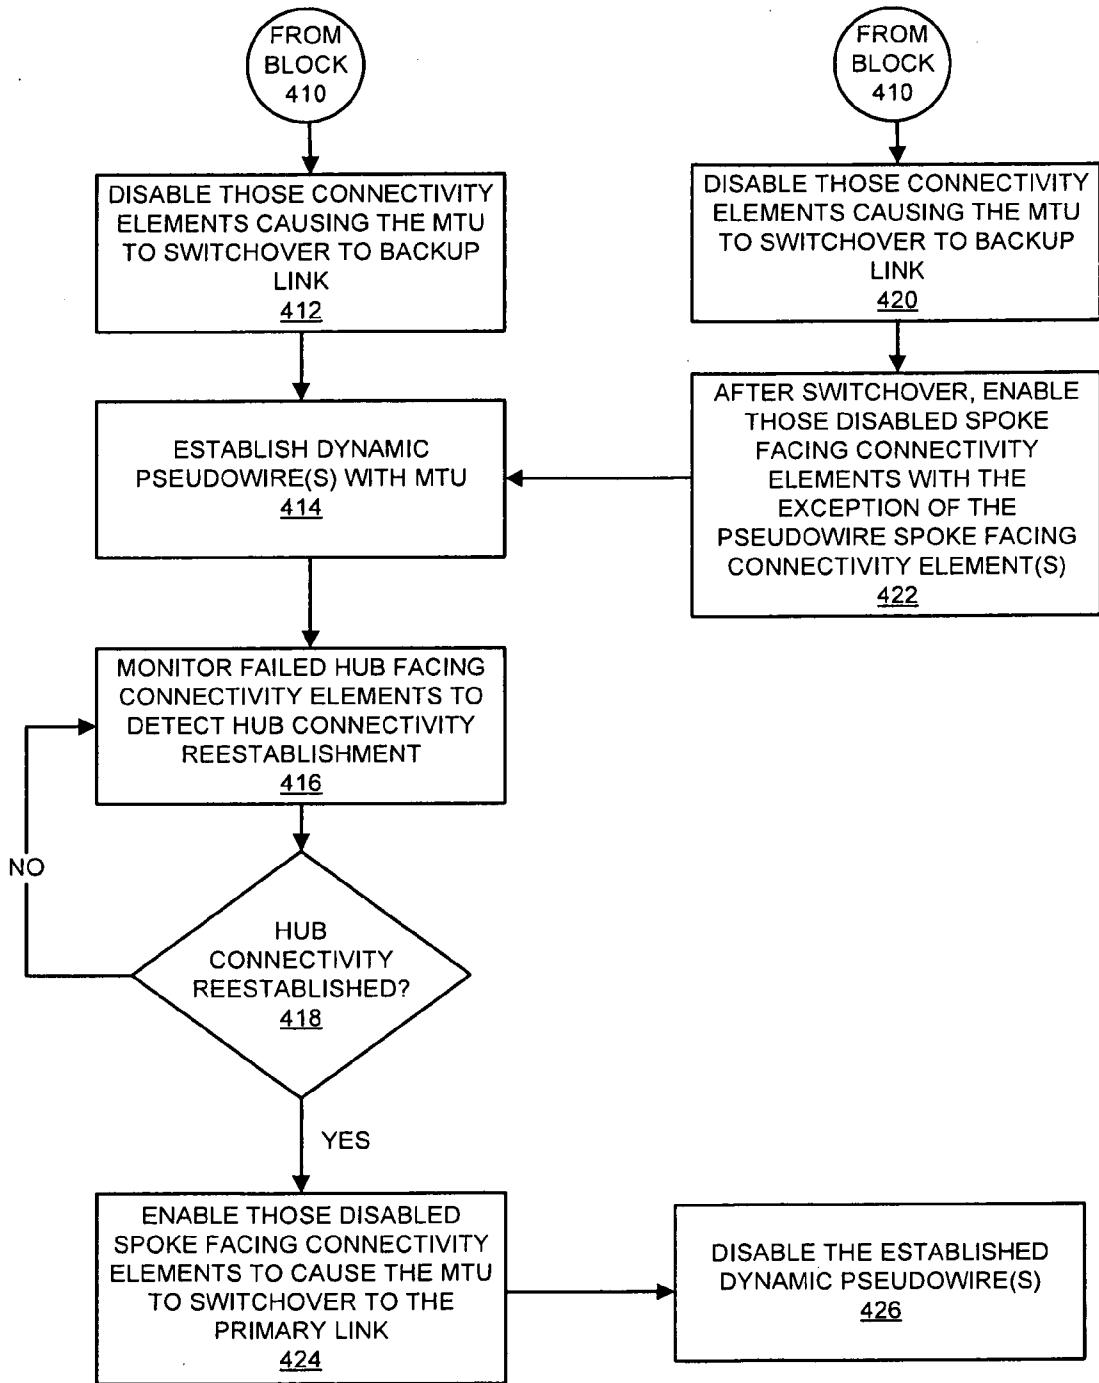 FROM
BLOCK
410
FROM
BLOCK
410
DISABLE THOSE CONNECTIVITY
ELEMENTS CAUSING THE MTU
TO SWITCHOVER TO BACKUP
LINK
412
DISABLE THOSE CONNECTIVITY
ELEMENTS CAUSING THE MTU
TO SWITCHOVER TO BACKUP
LINK
420
ESTABLISH DYNAMIC
PSEUDOWIRE(S) WITH MTU
414
AFTER SWITCHOVER, ENABLE
THOSE DISABLED SPOKE
FACING CONNECTIVITY
ELEMENTS WITH THE
EXCEPTION OF THE
PSEUDOWIRE SPOKE FACING
CONNECTIVITY ELEMENT(S)
422
MONITOR FAILED HUB FACING
CONNECTIVITY ELEMENTS TO
DETECT HUB CONNECTIVITY
REESTABLISHMENT
416
NO
HUB
CONNECTIVITY
REESTABLISHED?
418
YES
ENABLE THOSE DISABLED
SPOKE FACING CONNECTIVITY
ELEMENTS TO CAUSE THE MTU
TO SWITCHOVER TO THE
PRIMARY LINK
424
DISABLE THE ESTABLISHED
DYNAMIC PSEUDOWIRE(S)
426